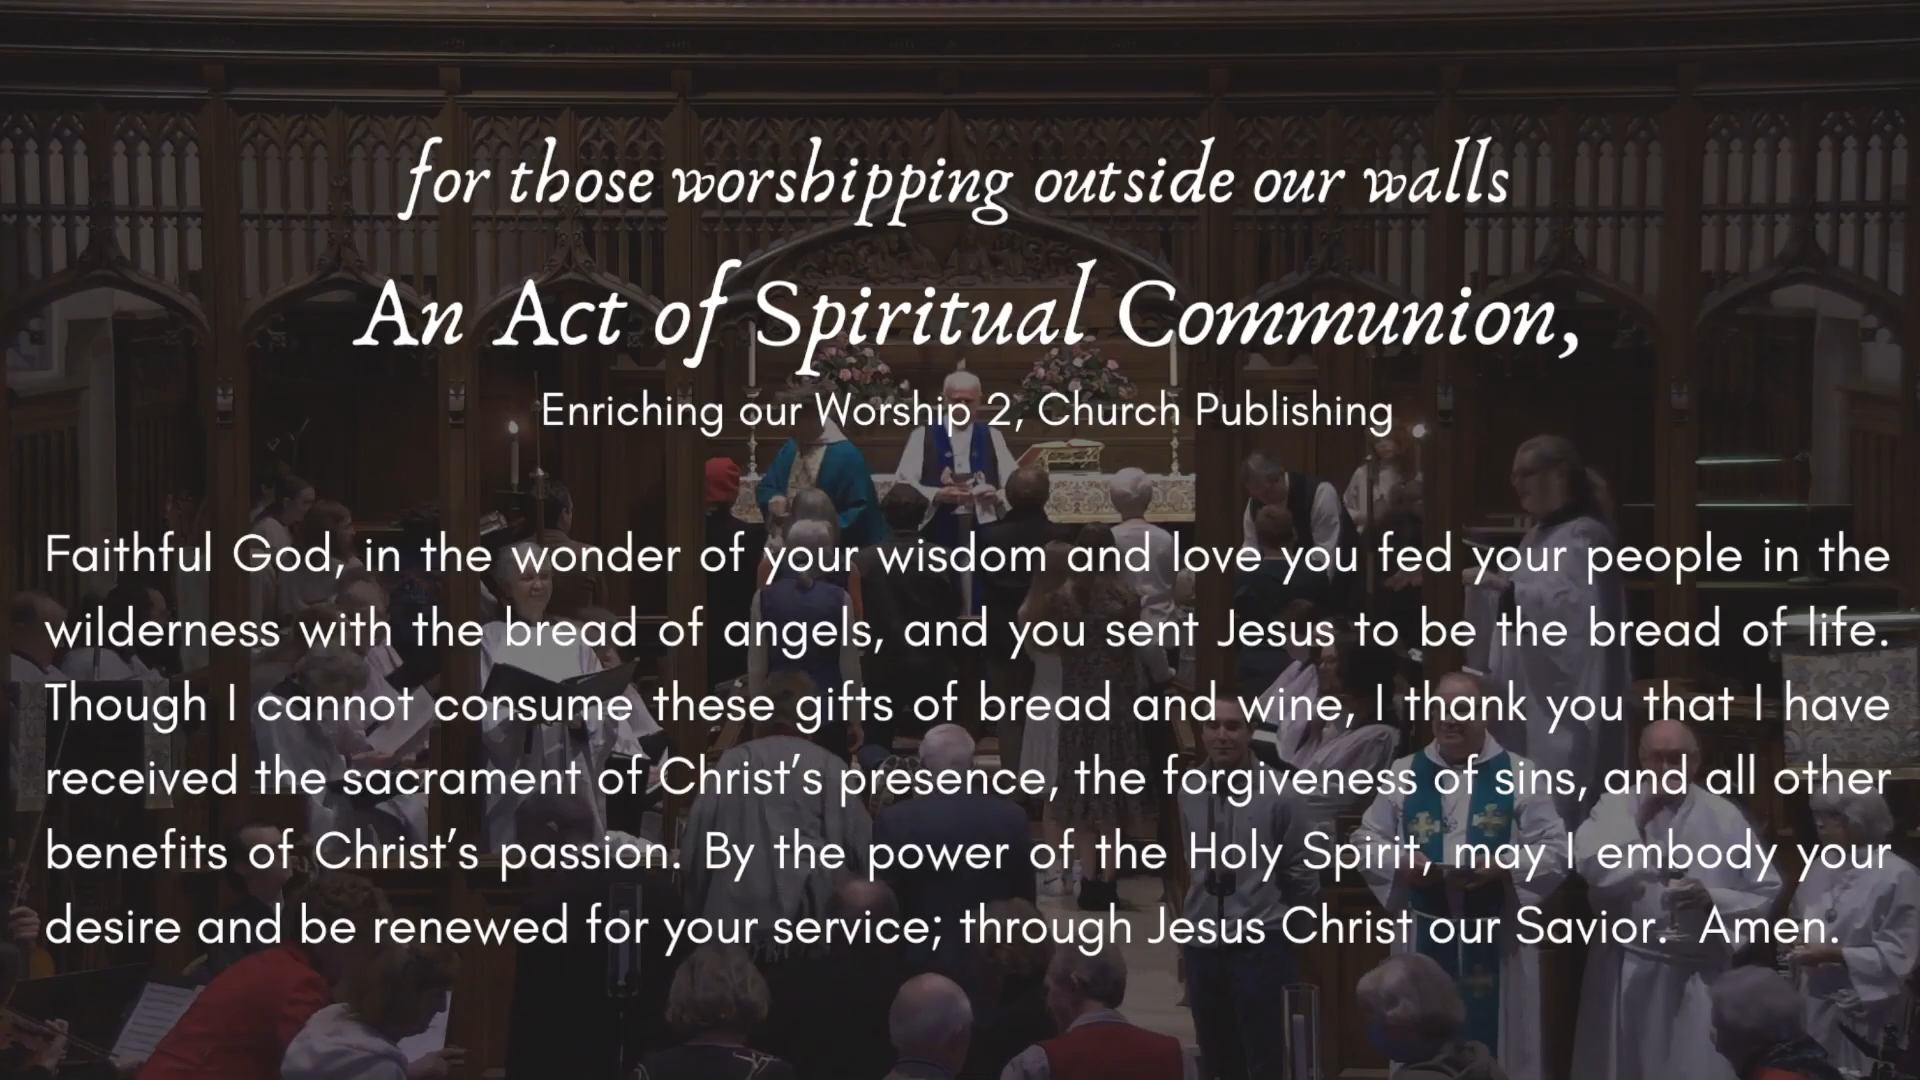 for those worshipping outside our walls
An Act of Spiritual Communion,
Enriching our Worship 2, Church Publishing
Faithful God, in the wonder of your wisdom and love you fed your people in the
wilderness with the bread of angels, and you sent Jesus to be the bread of life.
Though I cannot consume these gifts of bread and wine, I thank you that I have
received the sacrament of Christ’s presence, the forgiveness of sins, and all other
benefits of Christ’s passion. By the power of the Holy Spirit, may I embody your
desire and be renewed for your service; through Jesus Christ our Savior.  Amen.